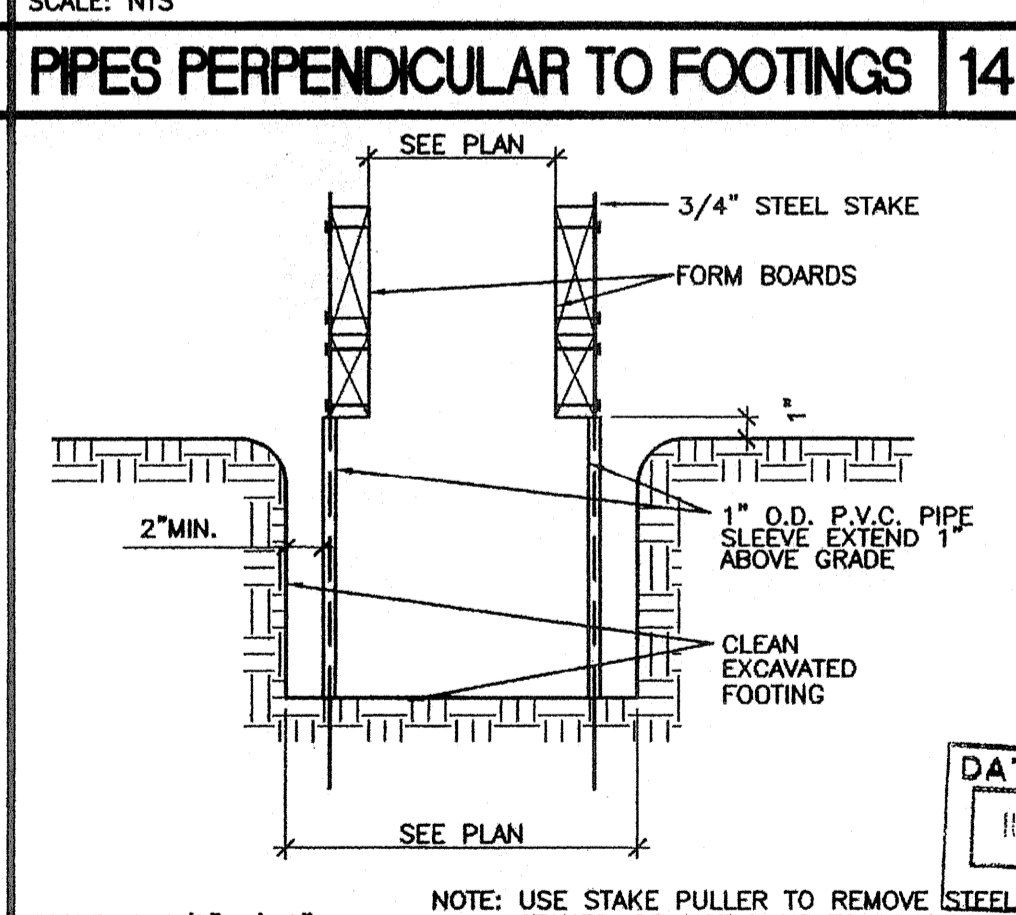 SCALE: NTS
PIPES PERPENDICULAR TO FOOTINGS 14
SEE PLAN
3/4" STEEL STAKE
FORM BOARDS
1"
2"MIN.
1" O.D. P.V.C. PIPE
SLEEVE EXTEND 1"
ABOVE GRADE
CLEAN
EXCAVATED
FOOTING
SEE PLAN
NOTE: USE STAKE PULLER TO REMOVE STEEL